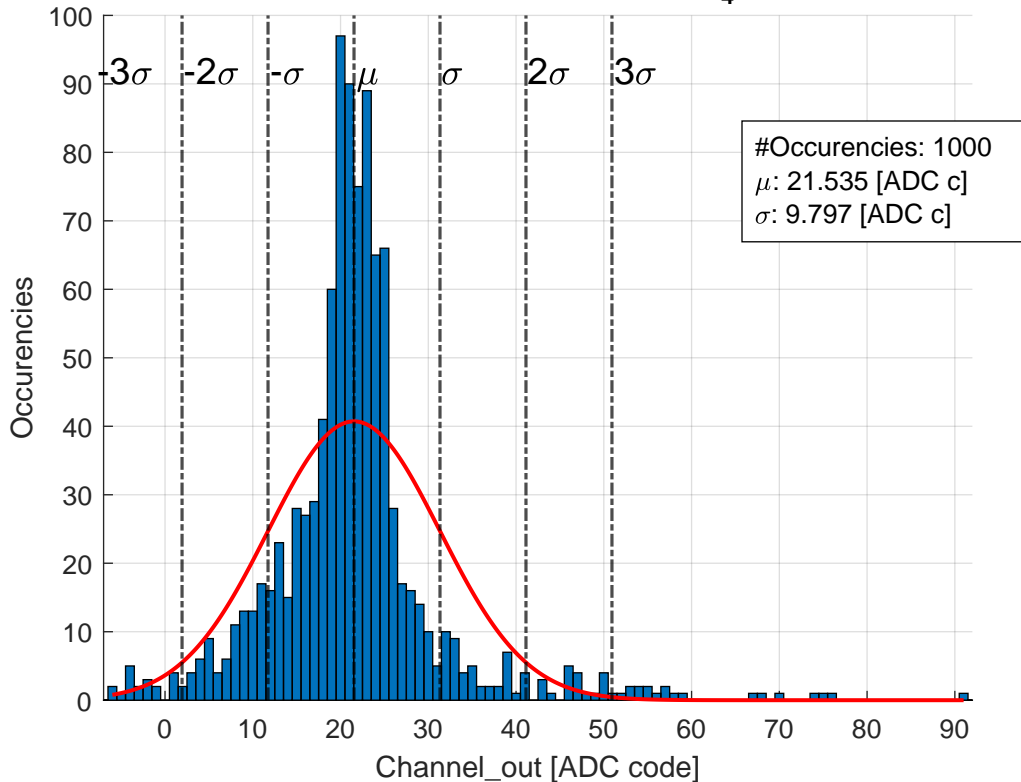 4
100
90
80
70
60
50
40
30
20
10
0
-3σ -2σ -σ μ σ 2σ 3σ
#Occurencies: 1000
μ: 21.535 [ADC c]
σ: 9.797 [ADC c]
Occurencies
0 10 20 30 40 50 60 70 80 90
Channel_out [ADC code]